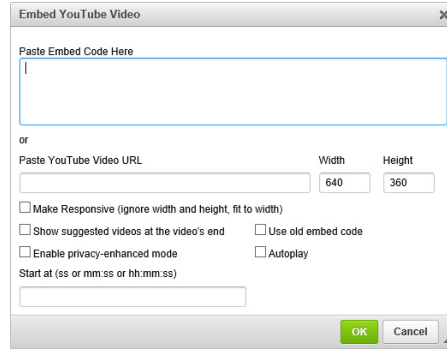 Embed YouTube Video
Paste Embed Code Here
or
Paste YouTube Video URL Width Height
640 360
Make Responsive (ignore width and height, fit to width)
Show suggested videos at the video's end Use old embed code
Enable privacy-enhanced mode Autoplay
Start at (ss or mm:ss or hh:mm:ss)
OK Cancel